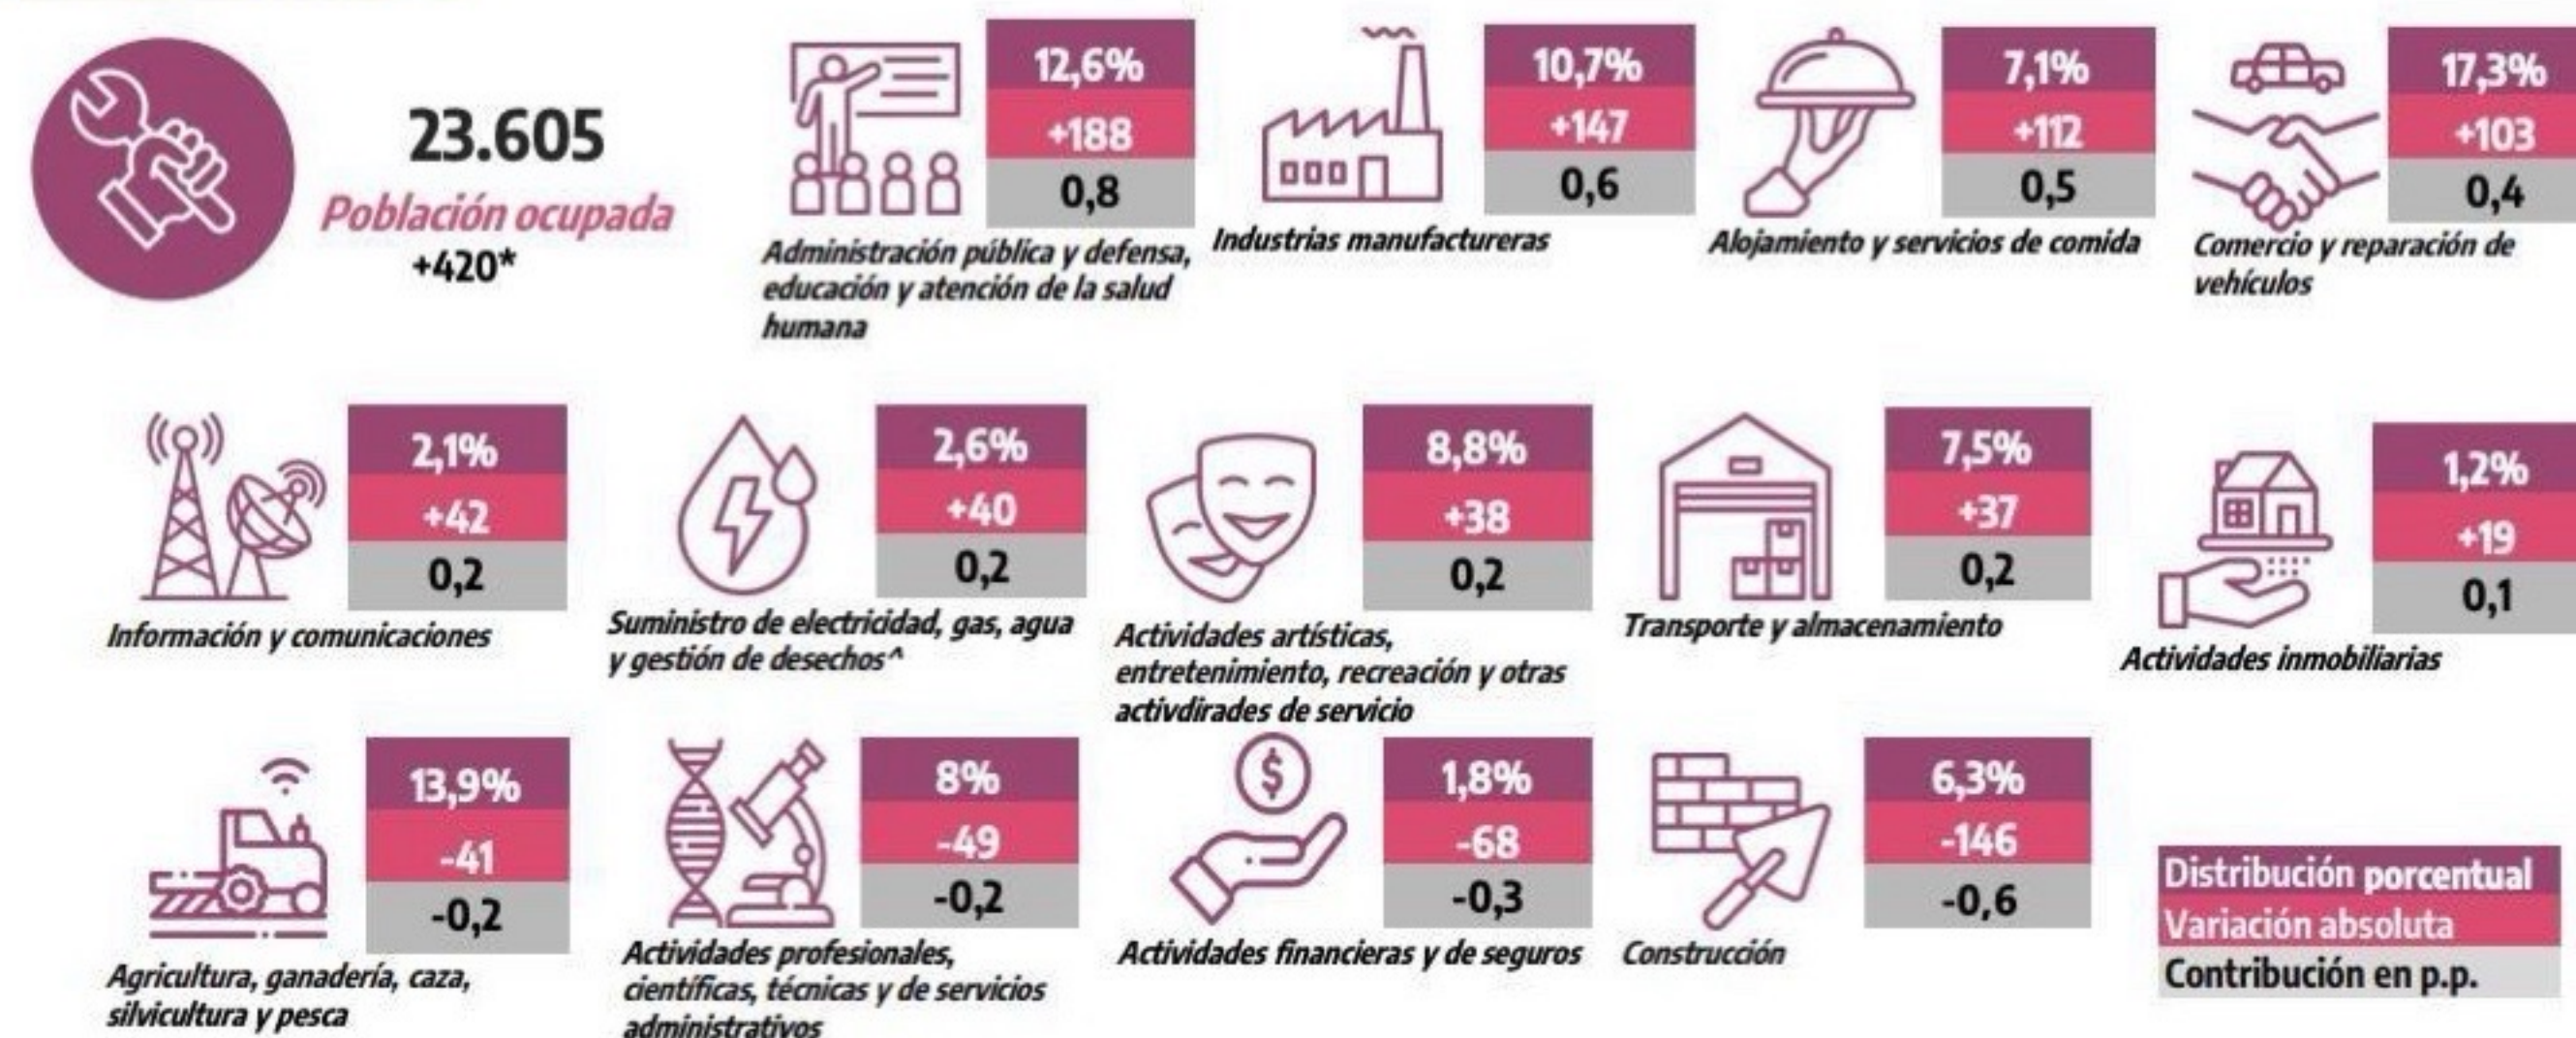 23.605
Población ocupada
+420*
12,6%
+188
0,8
Administración pública y defensa,
educación y atención de la salud
humana
10,7%
+147
0,6
Industrias manufactureras
7,1%
+112
0,5
Alojamiento y servicios de comida
17,3%
+103
0,4
Comercio y reparación de
vehículos
2,1%
+42
0,2
Información y comunicaciones
2,6%
+40
0,2
Suministro de electricidad, gas, agua
y gestión de desechos^
8,8%
+38
0,2
Actividades artísticas,
entretenimiento, recreación y otras
activdirades de servicio
7,5%
+37
0,2
Transporte y almacenamiento
1,2%
+19
0,1
Actividades inmobiliarias
13,9%
-41
-0,2
Agricultura, ganadería, caza,
silvicultura y pesca
8%
-49
-0,2
Actividades profesionales,
científicas, técnicas y de servicios
administrativos
$
1,8%
-68
-0,3
Actividades financieras y de seguros
6,3%
-146
-0,6
Construcción
Distribución porcentual
Variación absoluta
Contribución en p.p.